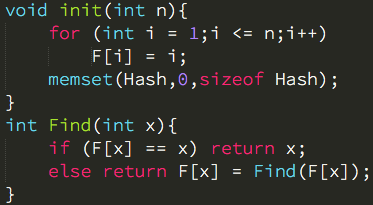 void init(int n){
    for (int i = 1;i <= n;i++)
        F[i] = i;
    memset(Hash,0,sizeof Hash);
}
int Find(int x){
    if (F[x] == x) return x;
    else return F[x] = Find(F[x]);
}